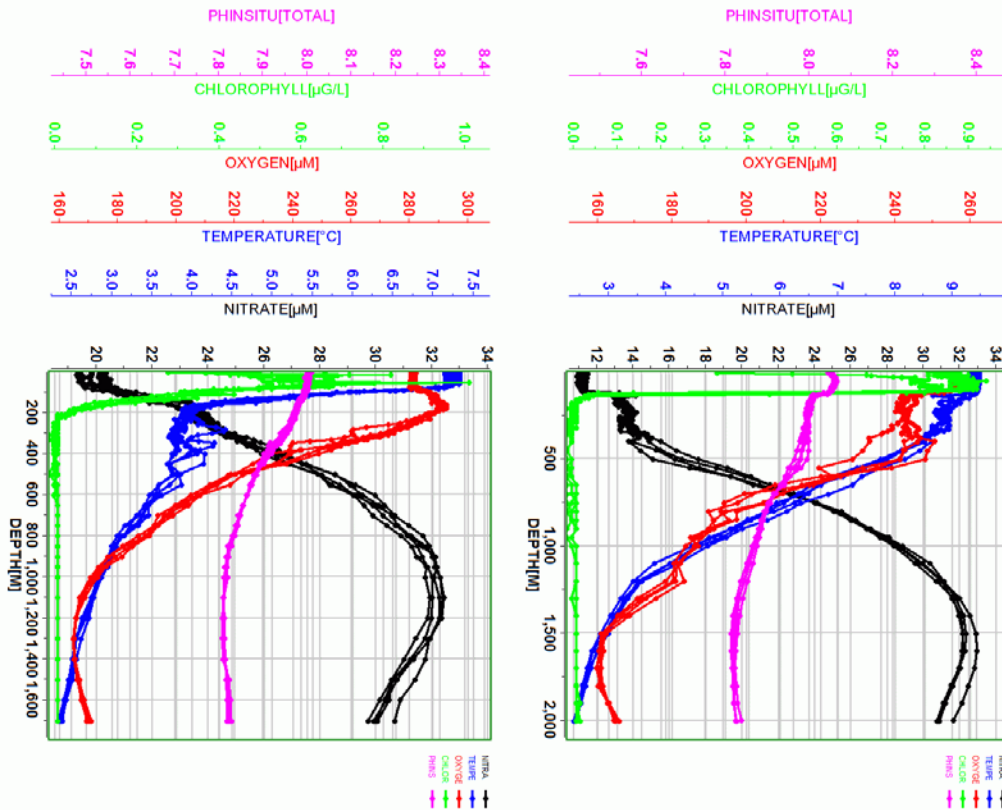 PHINSITU[TOTAL]
7.5 7.6 7.7 7.8 7.9 8.0 8.2 8.3 8.4
CHLOROPHYLL[µG/L]
0.0 0.2 0.4 0.6 0.8 1.0
OXYGEN[µM]
160 180 200 220 240 260 280 300
TEMPERATURE[°C]
2.5 3.0 3.5 4.0 4.5 5.0 5.5 6.0 6.5 7.0 7.5
NITRATE[µM]
20 22 24 26 28 30 32 34
200
400
600
800
1,000
1,200
1,400
1,600
DEPTH[M]
PHINS
CHLOR
OXYGE
TEMPE
NITRA
PHINSITU[TOTAL]
7.6 7.8 8.0 8.2 8.4
CHLOROPHYLL[µG/L]
0.0 0.1 0.2 0.3 0.5 0.6 0.7 0.8 0.9
OXYGEN[µM]
160 180 200 220 240 260
TEMPERATURE[°C]
3 4 5 6 7 8 9
NITRATE[µM]
12 14 16 18 20 22 24 26 28 30 32 34
500
1,000
1,500
2,000
DEPTH[M]
PHINS
CHLOR
OXYGE
TEMPE
NITRA